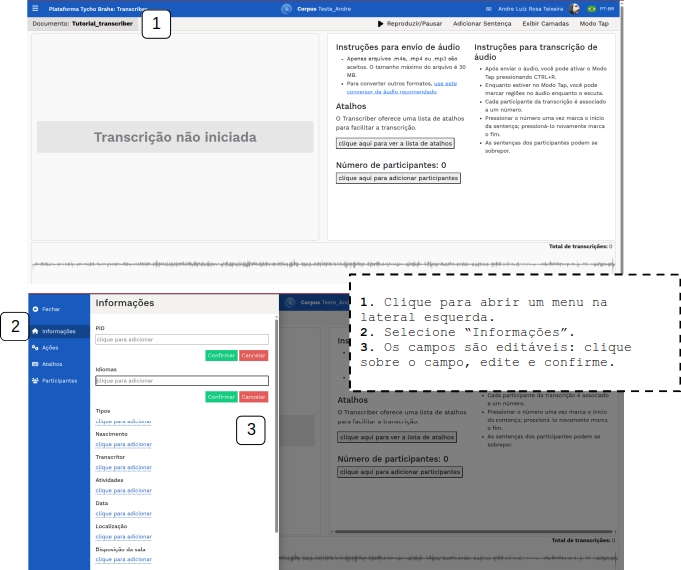 Plataforma Tycho Brahe: Transcriber
Corpus Teste_Andre
Andre Luiz Rosa Teixeira
PT-BR
Documento: Tutorial_transcriber
1
Reproduzir/Pausar
Adicionar Sentença
Exibir Camadas
Modo Tap
Transcrição não iniciada
Instruções para envio de áudio
Apenas arquivos .m4a, .mp4 ou .mp3 são
aceitos. O tamanho máximo do arquivo é 30
MB.
Para converter outros formatos, use este
conversor de áudio recomendado.
Atalhos
O Transcriber oferece uma lista de atalhos
para facilitar a transcrição.
clique aqui para ver a lista de atalhos
Número de participantes: 0
clique aqui para adicionar participantes
Instruções para transcrição de
áudio
Após enviar o áudio, você pode ativar o Modo
Tap pressionando CTRL+R.
Enquanto estiver no Modo Tap, você pode
marcar regiões no áudio enquanto o escuta.
Cada participante da transcrição é associado
a um número.
Pressionar o número uma vez marca o início
da sentença; pressioná-lo novamente marca
o fim.
As sentenças dos participantes podem se
sobrepor.
Total de transcrições: 0
1. Clique para abrir um menu na
lateral esquerda.
2. Selecione “Informações”.
3. Os campos são editáveis: clique
sobre o campo, edite e confirme.
2
Fechar
Informações
Ações
Atalhos
Participantes
Informações
PID
clique para adicionar
Confirmar
Cancelar
Idiomas
clique para adicionar
Confirmar
Cancelar
Tipos
clique para adicionar
Nascimento
clique para adicionar
Transcritor
clique para adicionar
Atividades
clique para adicionar
Data
clique para adicionar
Localização
clique para adicionar
Disposição da sala
clique para adicionar
3
Corpus Teste_And
Ins
Atalhos
O Transcriber oferece uma lista de atalhos
para facilitar a transcrição.
clique aqui para ver a lista de atalhos
Número de participantes: 0
clique aqui para adicionar participantes
Cada participante da transcrição é associado
a um número.
Pressionar o número uma vez marca o início
da sentença; pressioná-lo novamente marca
o fim.
As sentenças dos participantes podem se
sobrepor.
Total de transcrições: 0